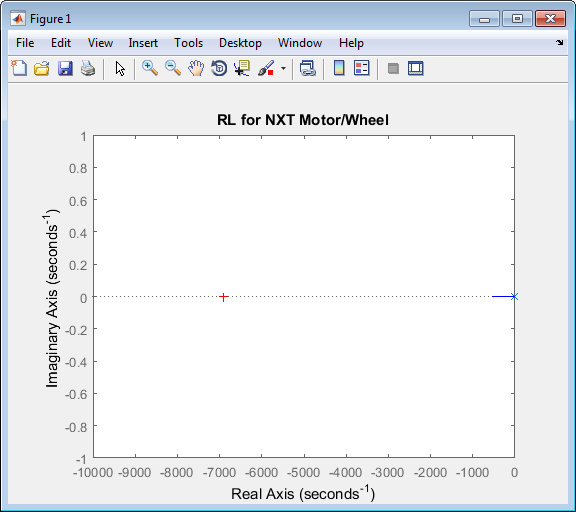 Figure 1
File Edit View Insert Tools Desktop Window Help
RL for NXT Motor/Wheel
1
0.8
0.6
0.4
0.2
0
-0.2
-0.4
-0.6
-0.8
-1
Imaginary Axis (seconds⁻¹)
-10000 -9000 -8000 -7000 -6000 -5000 -4000 -3000 -2000 -1000 0
Real Axis (seconds⁻¹)